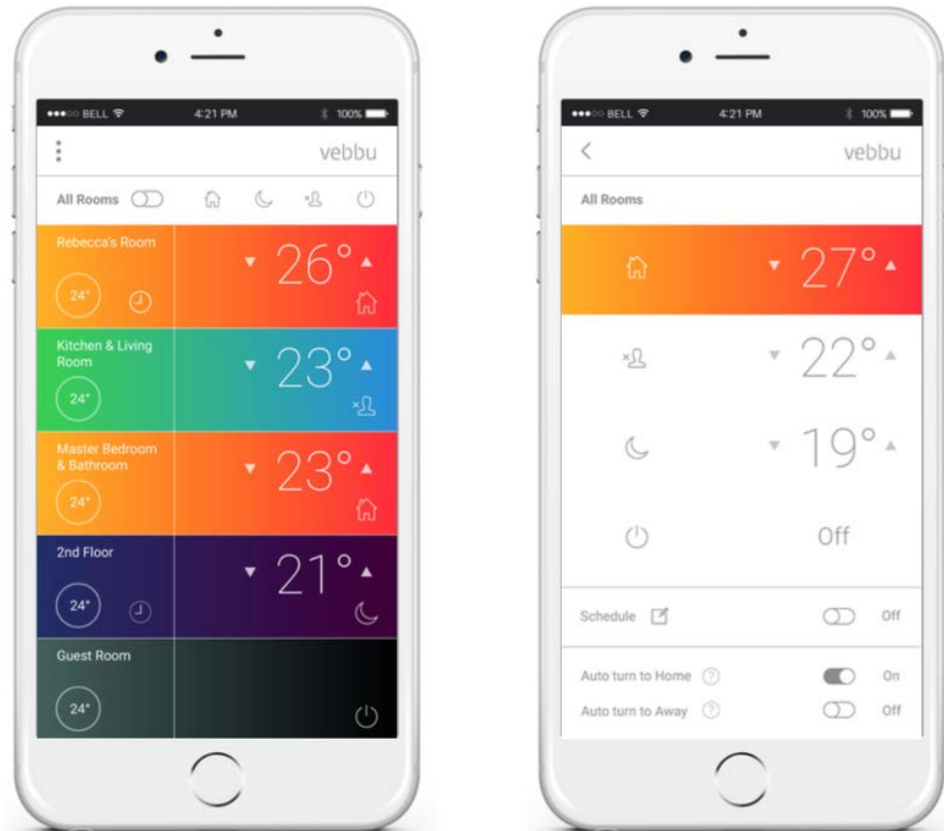 BELL 4:21 PM 100%
vebbu
All Rooms
Rebecca's Room
26°
24°
Kitchen & Living
Room
23°
24°
Master Bedroom
& Bathroom
23°
24°
2nd Floor
21°
24°
Guest Room
24°
BELL 4:21 PM 100%
vebbu
All Rooms
27°
22°
19°
Off
Schedule Off
Auto turn to Home ? On
Auto turn to Away ? Off